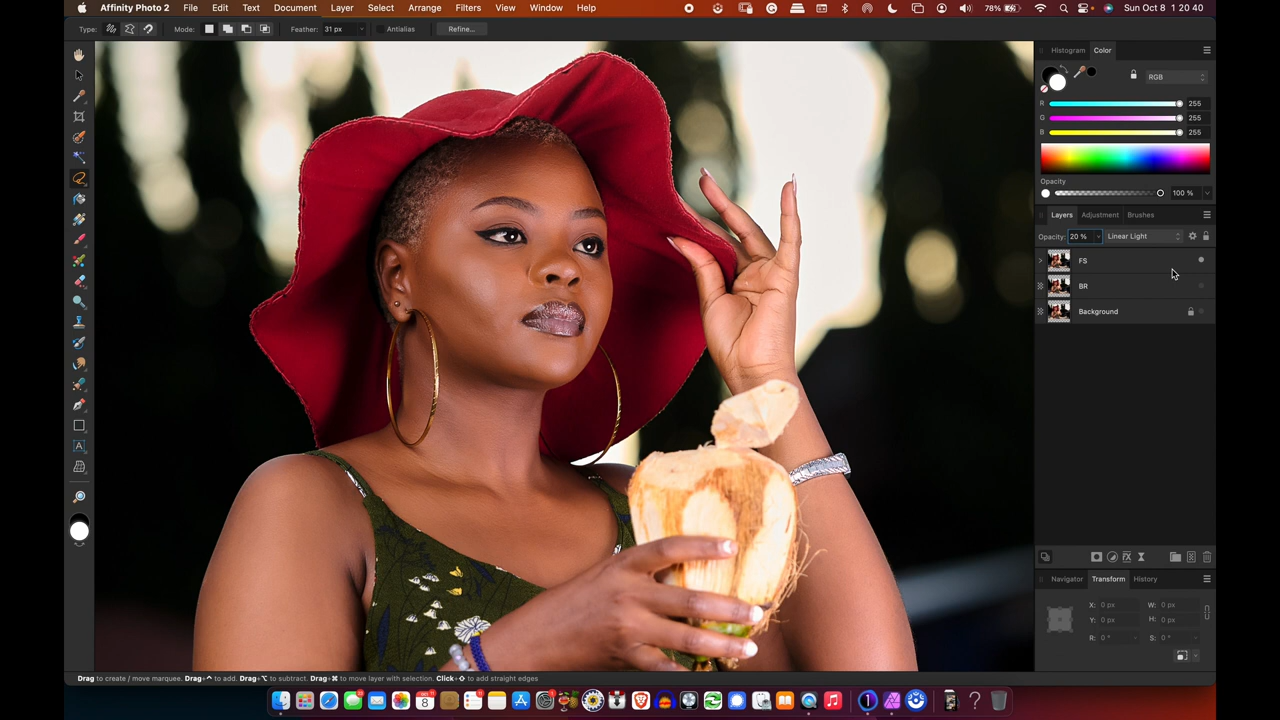 Affinity Photo 2 File Edit Text Document Layer Select Arrange Filters View Window Help 78% Sun Oct 8 1 20 40
Type: Mode: Feather: 31 px Antialias Refine...
Histogram Color
RGB
R 255
G 255
B 255
Opacity
100 %
Layers Adjustment Brushes
Opacity: 20 % Linear Light
FS
BR
Background
Navigator Transform History
X: 0 px W: 0 px
Y: 0 px H: 0 px
R: 0 ° S: 0 °
Drag to create / move marquee. Drag+⌃ to add. Drag+⌥ to subtract. Drag+⌘ to move layer with selection. Click+⇧ to add straight edges